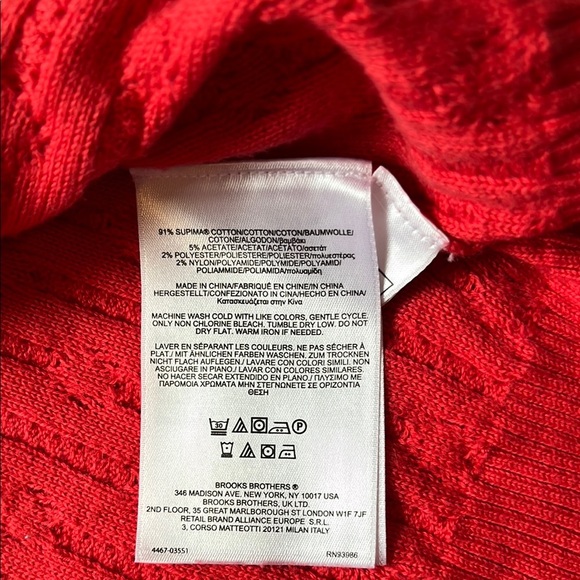 91% SUPIMA® COTTON/COTTON/COTON/BAUMWOLLE/
COTONE/ALGODON/βαμβάκι
5% ACETATE/ACETAT/ACÉTATO/ασετάτ
2% POLYESTER/POLIESTER/POLYESTER/πολυεστέρας
2% NYLON/POLYAMIDE/POLYMIDE/POLYAMID/
POLIAMMIDE/POLIAMIDA/πολυαμίδη
MADE IN CHINA/FABRIQUÉ EN CHINE/IN CHINA
HERGESTELLT/CONFEZIONATO IN CINA/HECHO EN CHINA/
Κατασκευάζεται στην Κίνα
MACHINE WASH COLD WITH LIKE COLORS, GENTLE CYCLE.
ONLY NON CHLORINE BLEACH. TUMBLE DRY LOW. DO NOT
DRY FLAT. WARM IRON IF NEEDED.
LAVER EN SÉPARANT LES COULEURS. NE PAS SÉCHER À
PLAT./ MIT ÄHNLICHEN FARBEN WASCHEN. ZUM TROCKNEN
NICHT FLACH AUFLEGEN./ LAVARE CON COLORI SIMILI. NON
ASCIUGARE IN PIANO./ LAVAR CON COLORES SIMILARES.
NO HACER SECAR EXTENDIDO EN PLANO./ ΠΛΥΣΙΜΟ ΜΕ
ΠΑΡΟΜΟΙΑ ΧΡΩΜΑΤΑ ΜΗΝ ΣΤΕΓΝΩΝΕΤΕ ΣΕ ΟΡΙΖΟΝΤΙΑ
ΘΕΣΗ
30 P
BROOKS BROTHERS ®
346 MADISON AVE. NEW YORK, NY 10017 USA
BROOKS BROTHERS, UK LTD.
2ND FLOOR, 35 GREAT MARLBOROUGH ST LONDON W1F 7JF
RETAIL BRAND ALLIANCE EUROPE S.R.L.
3, CORSO MATTEOTTI 20121 MILAN ITALY
4467-03551 RN93986